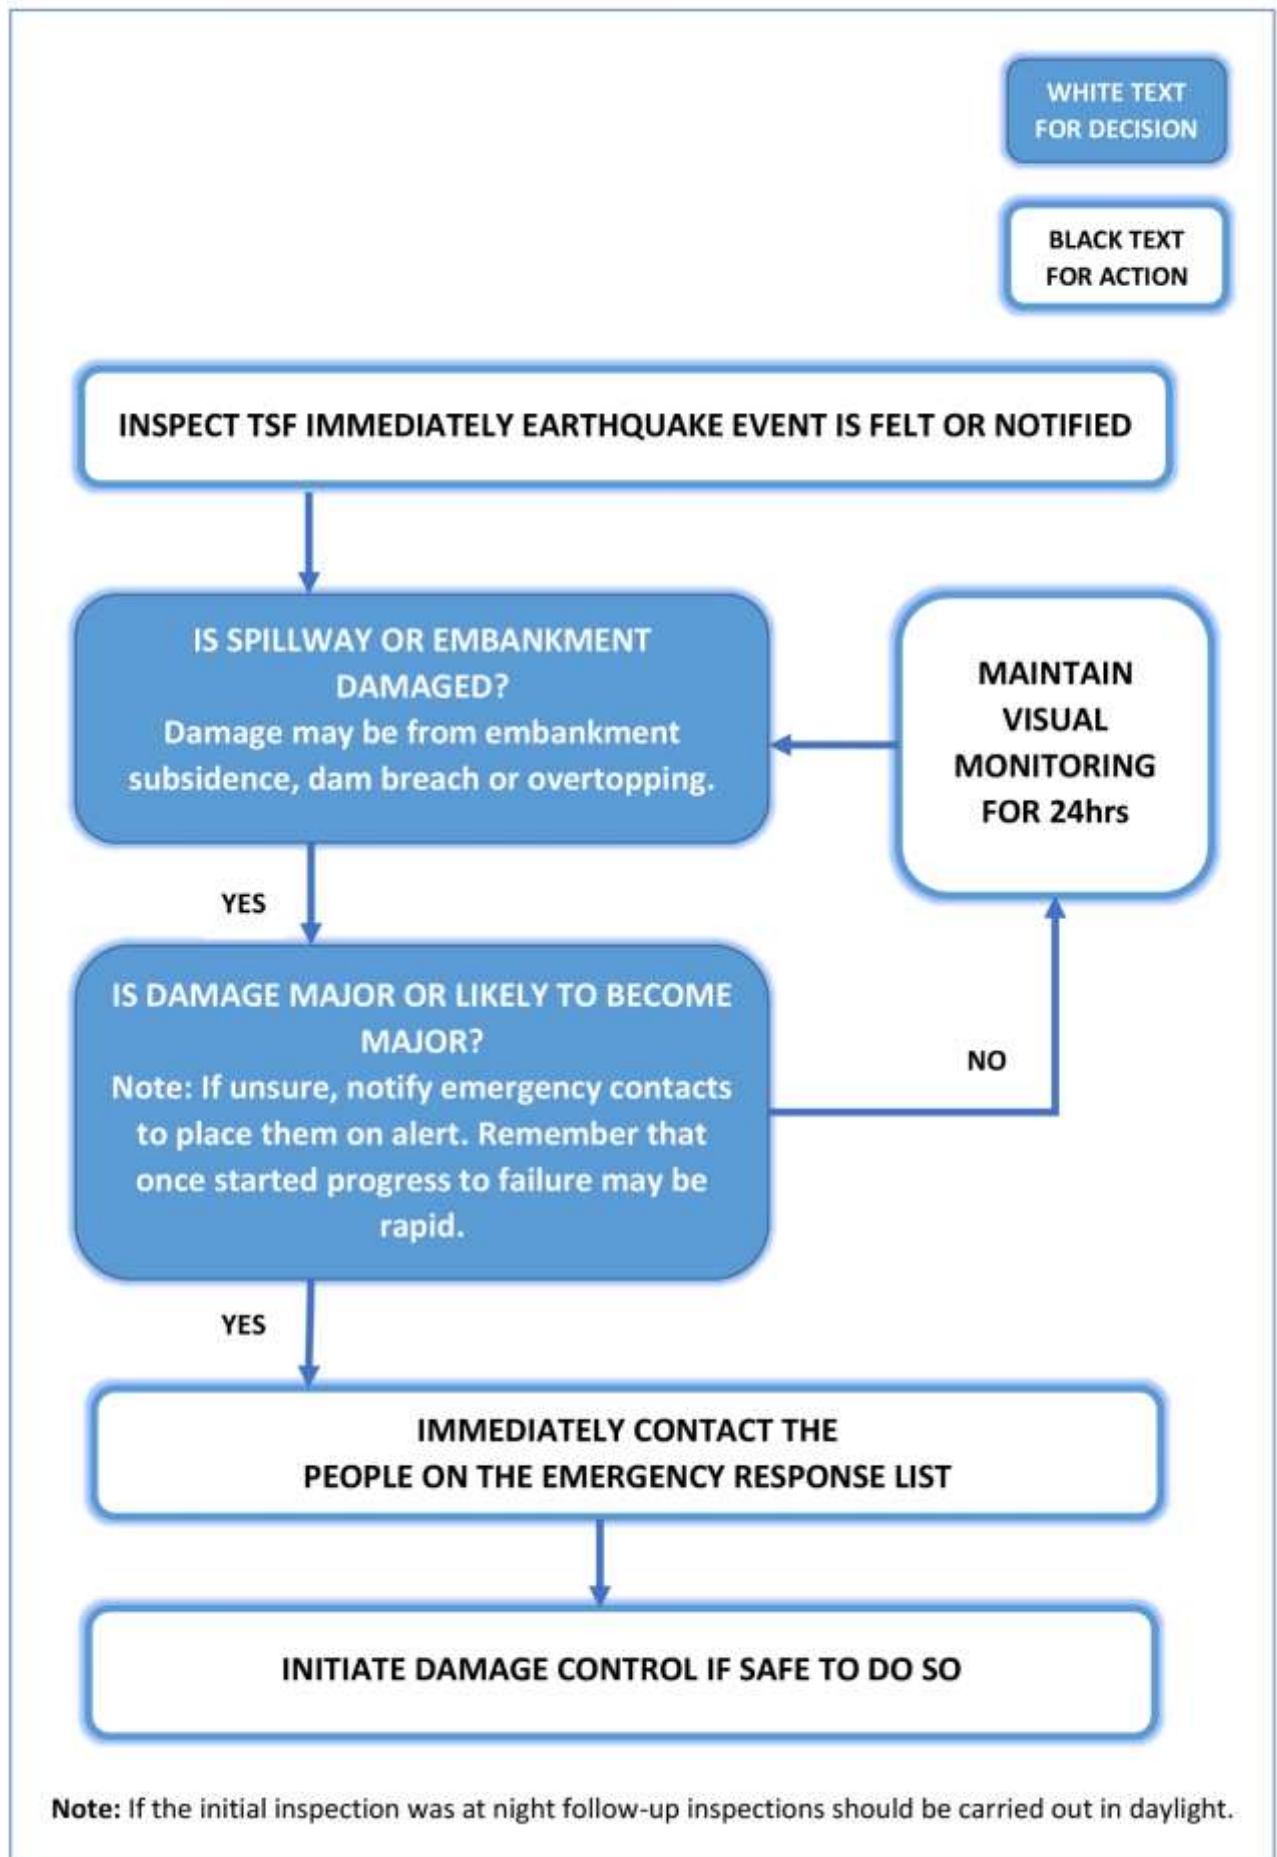 WHITE TEXT
FOR DECISION
BLACK TEXT
FOR ACTION
INSPECT TSF IMMEDIATELY EARTHQUAKE EVENT IS FELT OR NOTIFIED
IS SPILLWAY OR EMBANKMENT
DAMAGED?
Damage may be from embankment
subsidence, dam breach or overtopping.
MAINTAIN
VISUAL
MONITORING
FOR 24hrs
YES
IS DAMAGE MAJOR OR LIKELY TO BECOME
MAJOR?
Note: If unsure, notify emergency contacts
to place them on alert. Remember that
once started progress to failure may be
rapid.
NO
YES
IMMEDIATELY CONTACT THE
PEOPLE ON THE EMERGENCY RESPONSE LIST
INITIATE DAMAGE CONTROL IF SAFE TO DO SO
Note: If the initial inspection was at night follow-up inspections should be carried out in daylight.